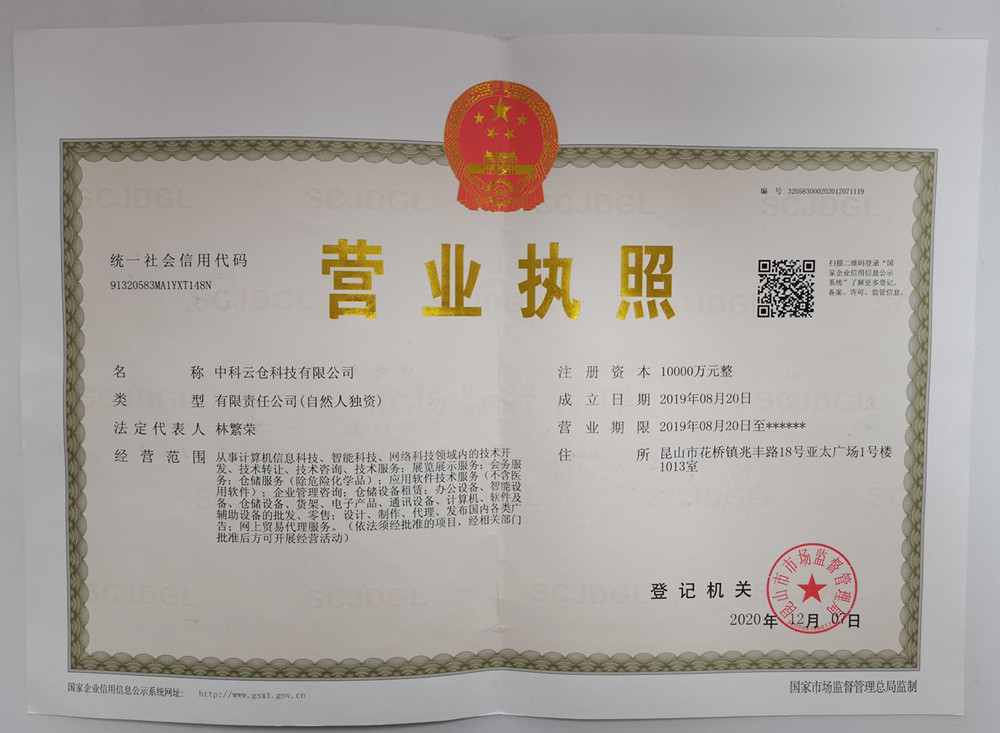 编 号 320583000202012071119
统一社会信用代码
91320583MA1YXT148N
营业执照
扫描二维码登录“国
家企业信用信息公示
系统”了解更多登记、
备案、许可、监管信息。
名 称 中科云仓科技有限公司
类 型 有限责任公司(自然人独资)
法定代表人 林繁荣
经营范围 从事计算机信息科技、智能科技、网络科技领域内的技术开
发、技术转让、技术咨询、技术服务；展览展示服务；会务服
务；仓储服务（除危险化学品）；应用软件技术服务（不含医
用软件）；企业管理咨询；仓储设备租赁；办公设备、智能设
备、仓储设备、货架、电子产品、通讯设备、计算机、软件及
辅助设备的批发、零售；设计、制作、代理、发布国内各类广
告；网上贸易代理服务。（依法须经批准的项目，经相关部门
批准后方可开展经营活动）
注册资本 10000万元整
成立日期 2019年08月20日
营业期限 2019年08月20日至******
住 所 昆山市花桥镇兆丰路18号亚太广场1号楼
1013室
登记机关
昆山市市场监督管理局
2020年 12月 07日
国家企业信用信息公示系统网址： http://www.gsxt.gov.cn
国家市场监督管理总局监制
SCJDGL
SCJDGL
SCJDGL
SCJDGL